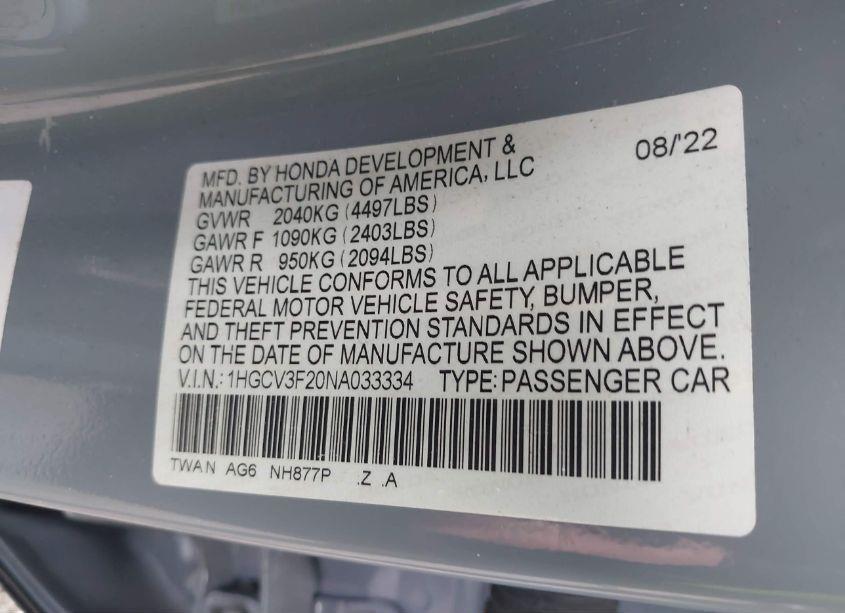 08/'22
MFD. BY HONDA DEVELOPMENT &
MANUFACTURING OF AMERICA, LLC
GVWR 2040KG (4497LBS)
GAWR F 1090KG (2403LBS)
GAWR R 950KG (2094LBS)
THIS VEHICLE CONFORMS TO ALL APPLICABLE
FEDERAL MOTOR VEHICLE SAFETY, BUMPER,
AND THEFT PREVENTION STANDARDS IN EFFECT
ON THE DATE OF MANUFACTURE SHOWN ABOVE.
V.I.N.: 1HGCV3F20NA033334 TYPE: PASSENGER CAR
TWA N AG6 NH877P .Z .A